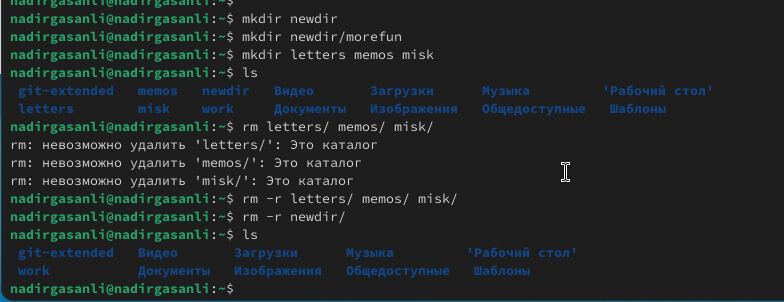 nadirgasanli@nadirgasanli:~$
nadirgasanli@nadirgasanli:~$ mkdir newdir
nadirgasanli@nadirgasanli:~$ mkdir newdir/morefun
nadirgasanli@nadirgasanli:~$ mkdir letters memos misk
nadirgasanli@nadirgasanli:~$ ls
git-extended memos newdir Видео Загрузки Музыка 'Рабочий стол'
letters misk work Документы Изображения Общедоступные Шаблоны
nadirgasanli@nadirgasanli:~$ rm letters/ memos/ misk/
rm: невозможно удалить 'letters/': Это каталог
rm: невозможно удалить 'memos/': Это каталог
rm: невозможно удалить 'misk/': Это каталог
nadirgasanli@nadirgasanli:~$ rm -r letters/ memos/ misk/
nadirgasanli@nadirgasanli:~$ rm -r newdir/
nadirgasanli@nadirgasanli:~$ ls
git-extended Видео Загрузки Музыка 'Рабочий стол'
work Документы Изображения Общедоступные Шаблоны
nadirgasanli@nadirgasanli:~$